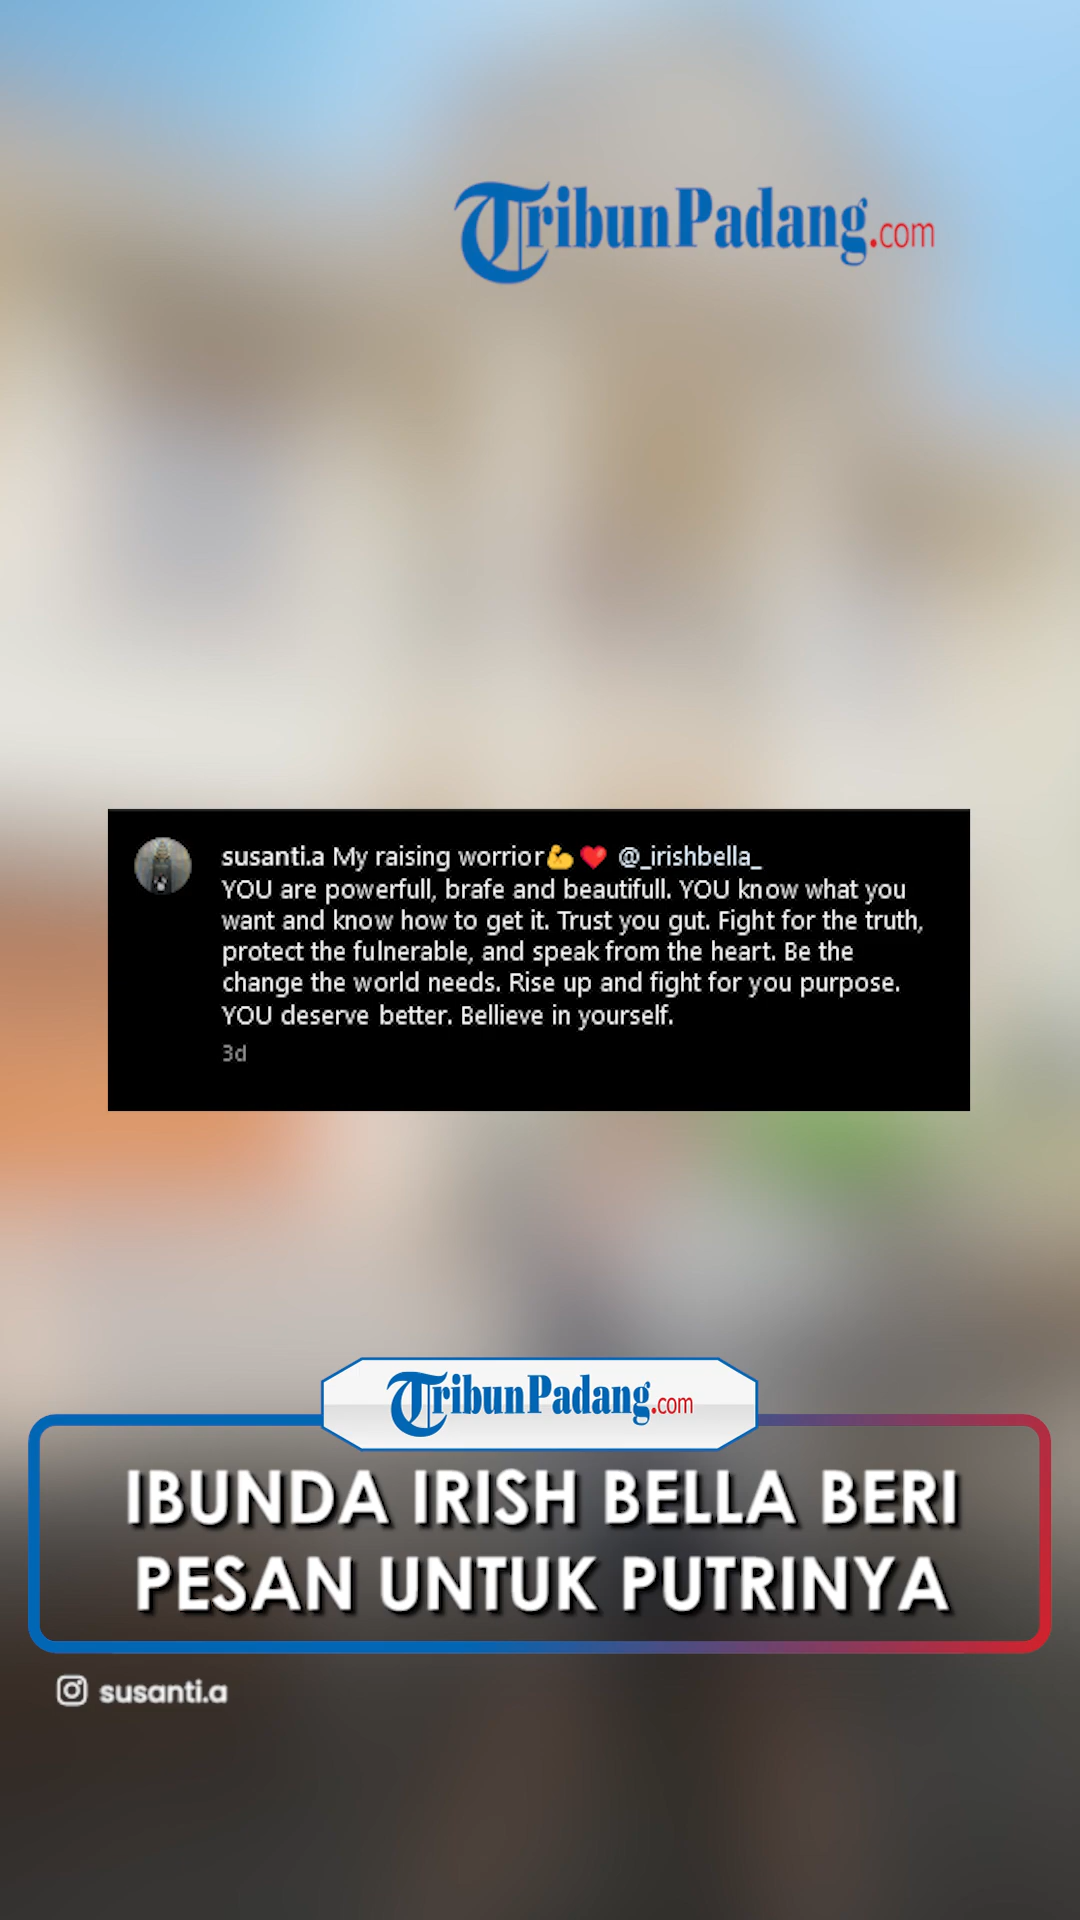 TribunPadang.com
susanti.a My raising worrior💪❤️ @_irishbella_
YOU are powerfull, brafe and beautifull. YOU know what you
want and know how to get it. Trust you gut. Fight for the truth,
protect the fulnerable, and speak from the heart. Be the
change the world needs. Rise up and fight for you purpose.
YOU deserve better. Bellieve in yourself.
3d
TribunPadang.com
IBUNDA IRISH BELLA BERI
PESAN UNTUK PUTRINYA
susanti.a